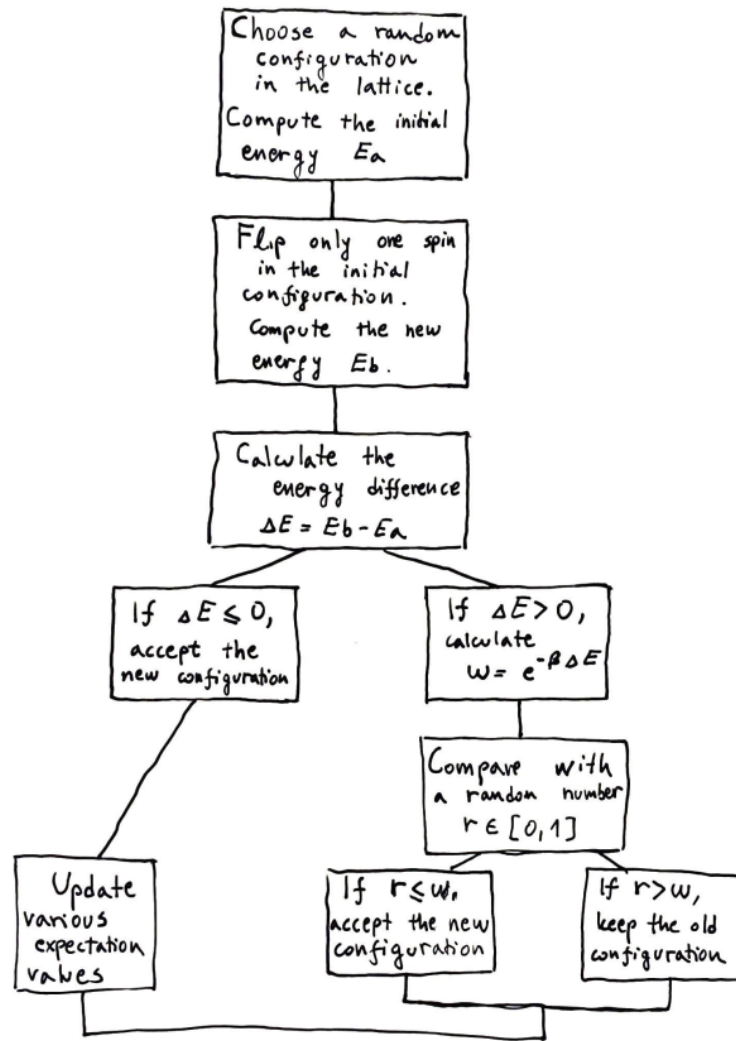 Choose a random
configuration
in the lattice.
Compute the initial
energy Ea
Flip only one spin
in the initial
configuration.
Compute the new
energy Eb.
Calculate the
energy difference
ΔE = Eb - Ea
If ΔE ≤ 0,
accept the
new configuration
If ΔE > 0,
calculate
w = e^-βΔE
Compare with
a random number
r ∈ [0,1]
Update
various
expectation
values
If r ≤ w,
accept the new
configuration
If r > w,
keep the old
configuration